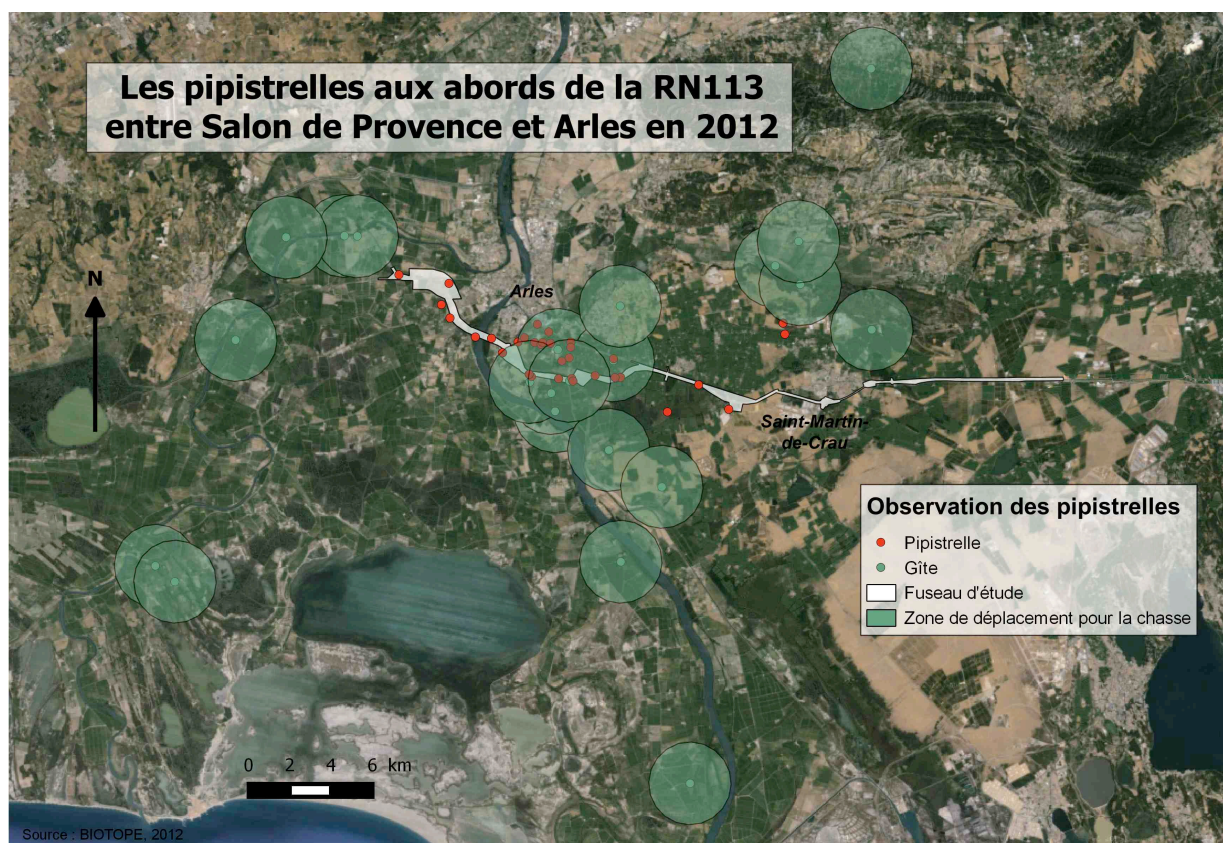 Les pipistrelles aux abords de la RN113
entre Salon de Provence et Arles en 2012
N
Arles
Saint-Martin-
de-Crau
Observation des pipistrelles
Pipistrelle
Gîte
Fuseau d'étude
Zone de déplacement pour la chasse
0 2 4 6 km
Source : BIOTOPE, 2012